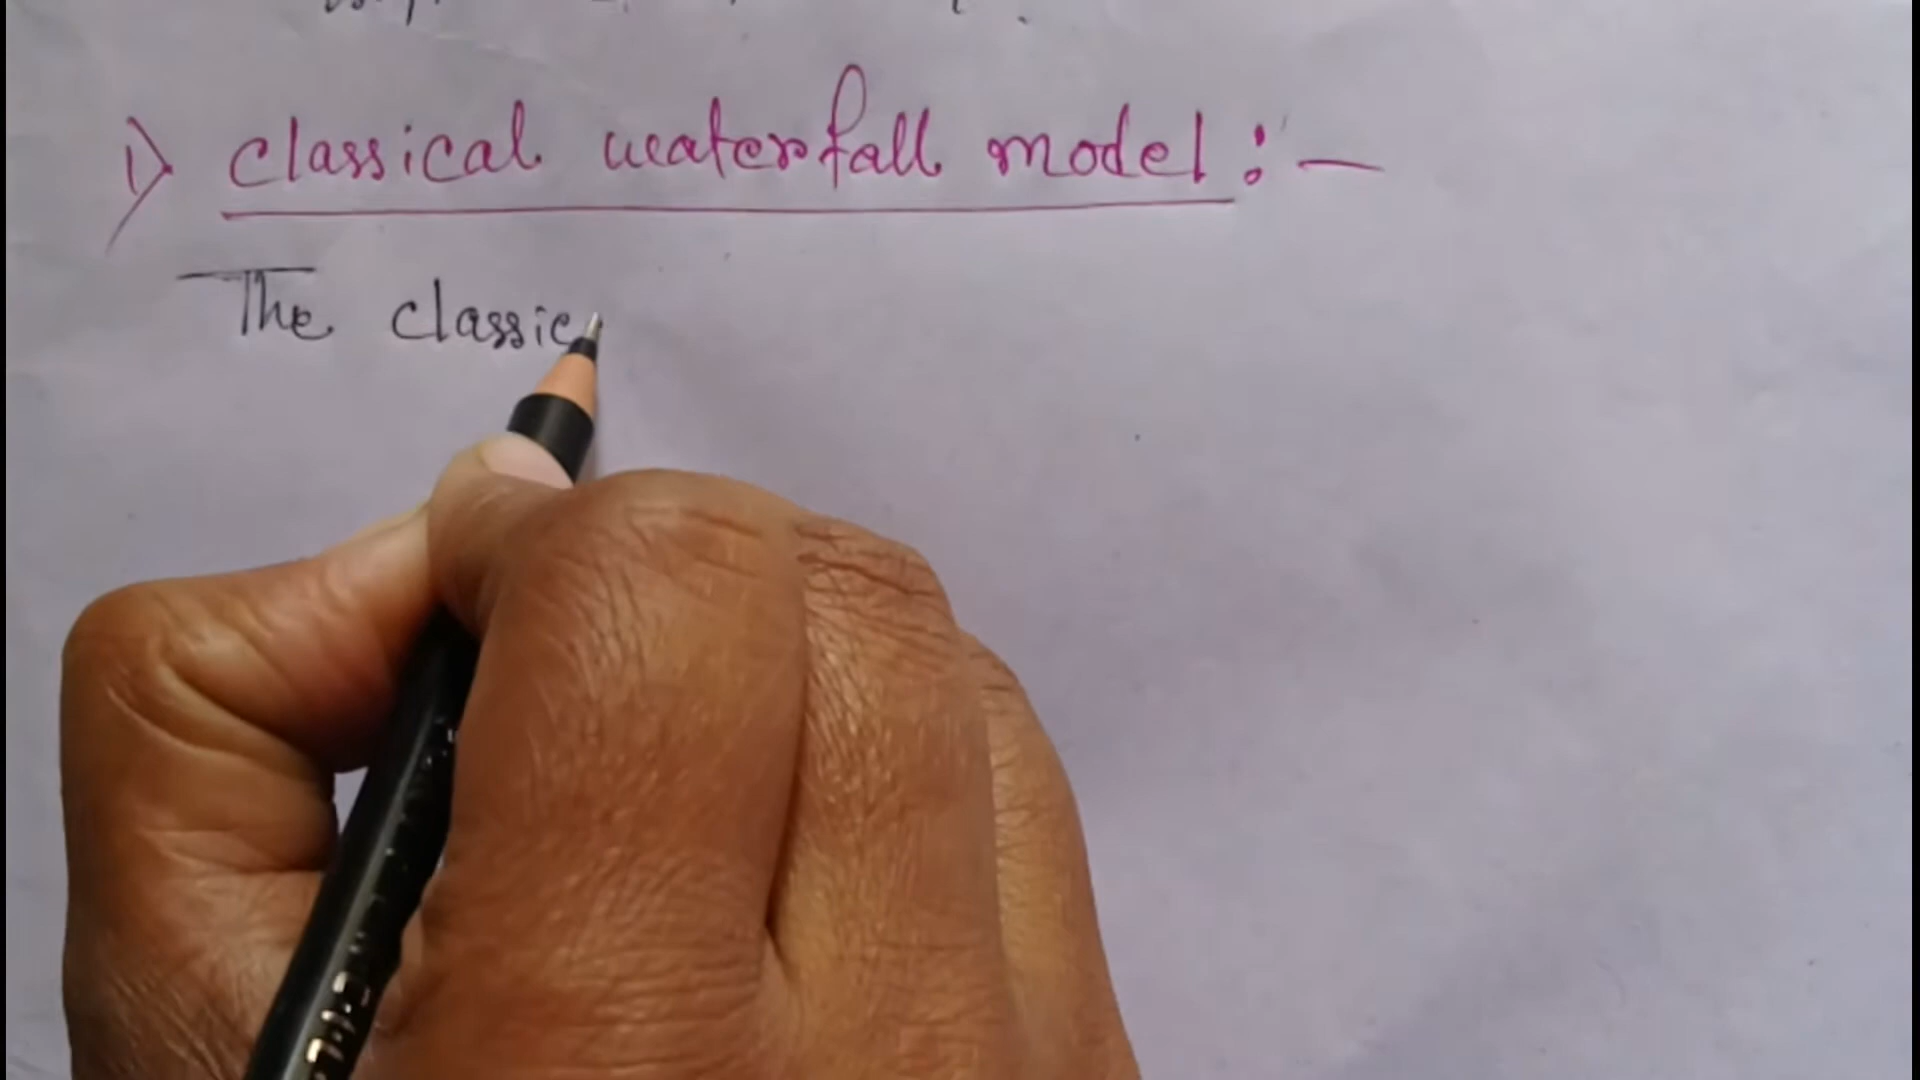 1) classical waterfall model :-
The classic